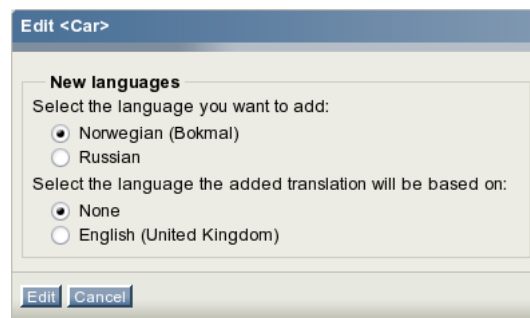 Edit <Car>
New languages
Select the language you want to add:
Norwegian (Bokmal)
Russian
Select the language the added translation will be based on:
None
English (United Kingdom)
Edit Cancel